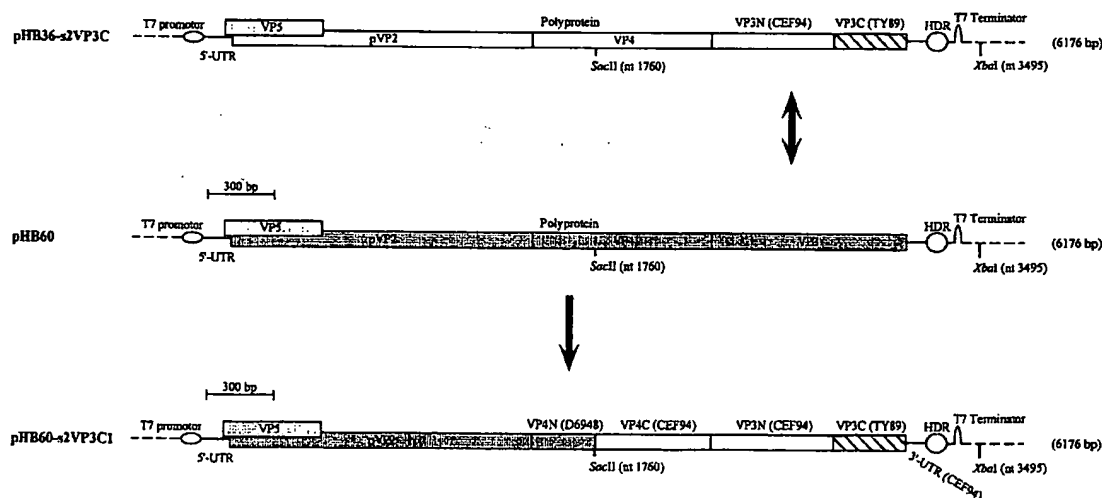 T7 promotor
VP5
Polyprotein
VP3N (CEF94)
VP3C (TY89)
HDR
T7 Terminator
pHB36-s2VP3C
pVP2
VP4
(6176 bp)
5'-UTR
SacII (nt 1760)
XbaI (nt 3495)
300 bp
T7 promotor
VP5
Polyprotein
HDR
T7 Terminator
pHB60
pVP2
(6176 bp)
5'-UTR
SacII (nt 1760)
XbaI (nt 3495)
300 bp
T7 promotor
VP5
VP4N (D6948)
VP4C (CEF94)
VP3N (CEF94)
VP3C (TY89)
HDR
T7 Terminator
pHB60-s2VP3C1
(6176 bp)
5'-UTR
SacII (nt 1760)
3'-UTR (CEF94)
XbaI (nt 3495)